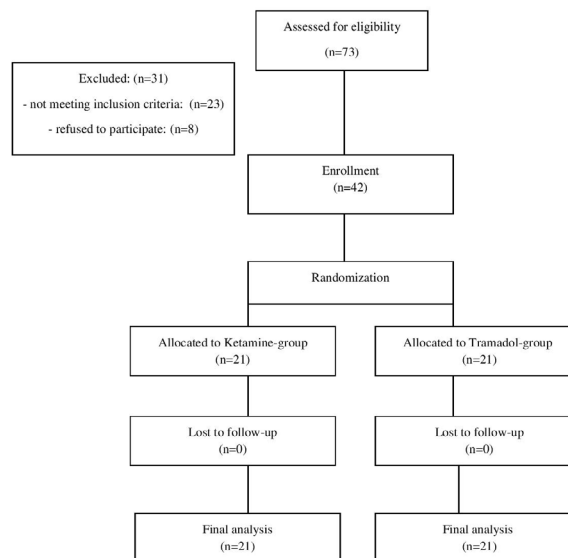 Assessed for eligibility
(n=73)
Excluded: (n=31)
- not meeting inclusion criteria:  (n=23)
- refused to participate: (n=8)
Enrollment
(n=42)
Randomization
Allocated to Ketamine-group
(n=21)
Allocated to Tramadol-group
(n=21)
Lost to follow-up
(n=0)
Lost to follow-up
(n=0)
Final analysis
(n=21)
Final analysis
(n=21)